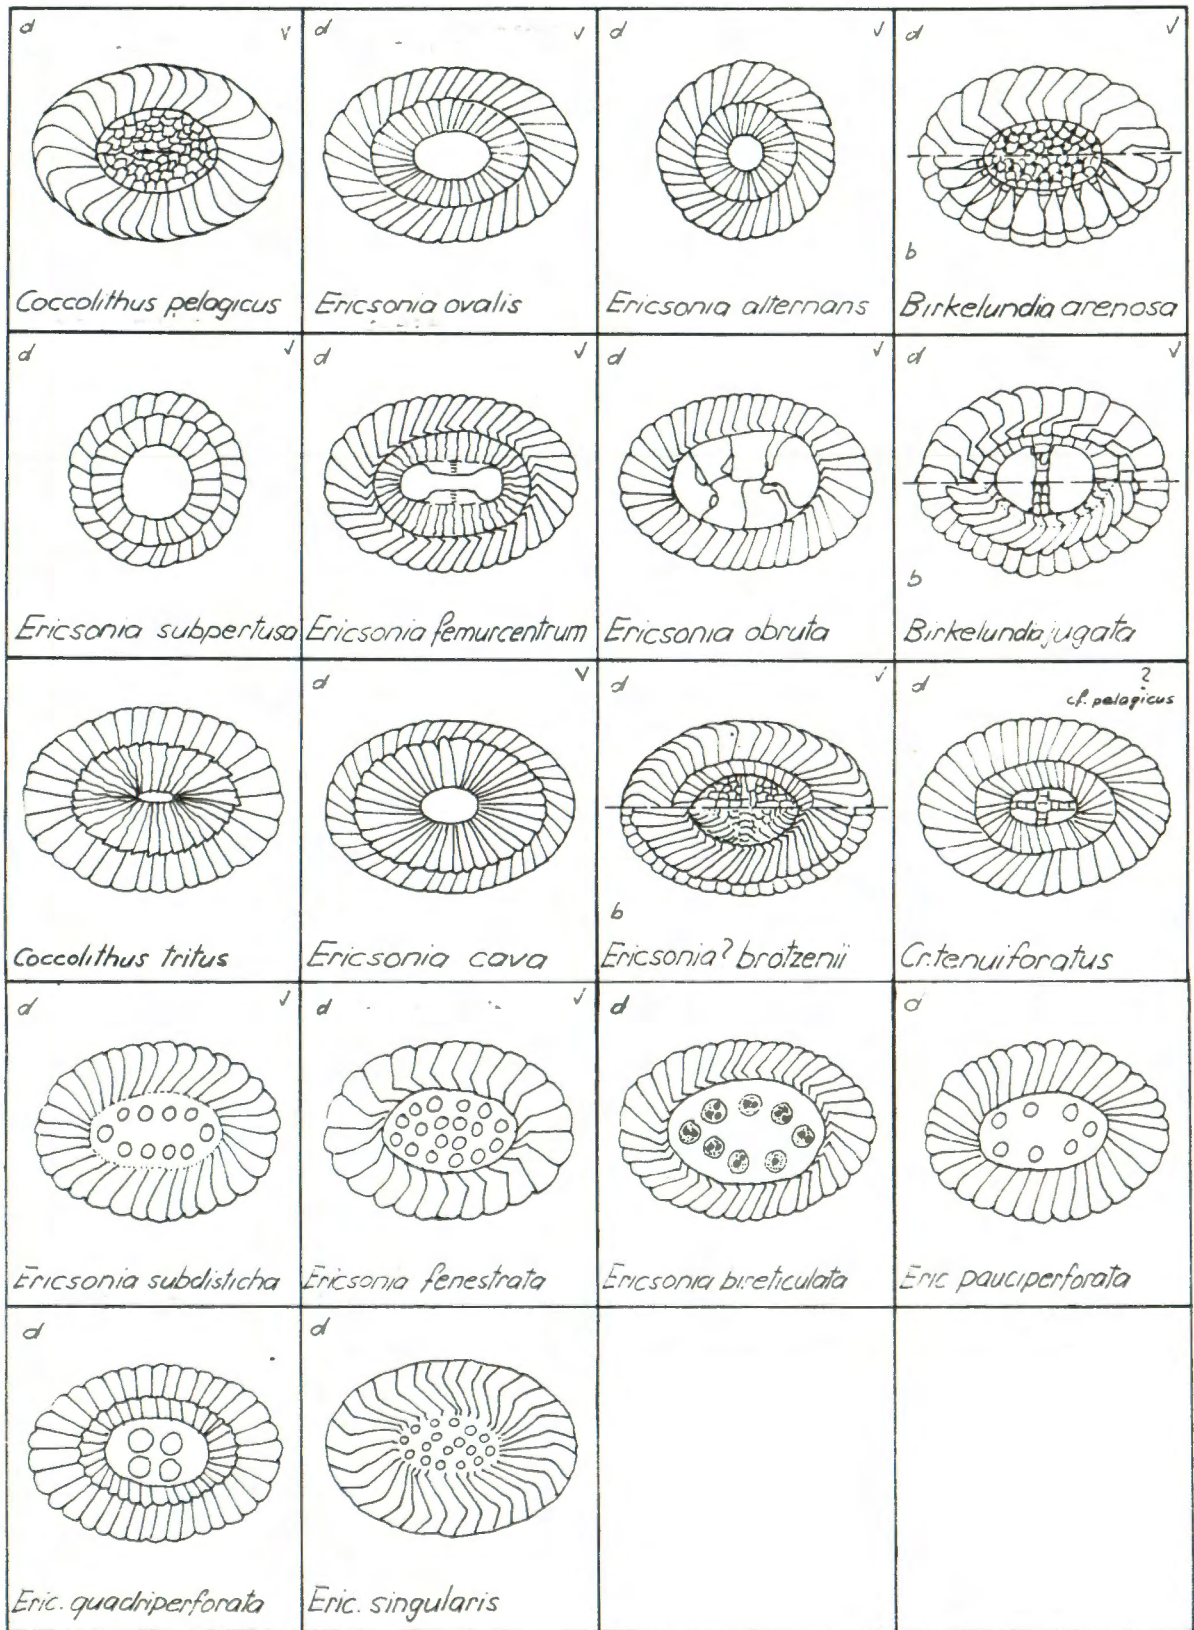 d √ d √ d √ d √
b
Coccolithus pelagicus Ericsonia ovalis Ericsonia alternans Birkelundia arenosa
d √ d √ d √ d √
b
Ericsonia subpertusa Ericsonia femurcentrum Ericsonia obruta Birkelundia jugata
d √ d √ d ?
cf. pelagicus
b
Coccolithus tritus Ericsonia cava Ericsonia? brotzenii Cr. tenuiforatus
d √ d √ d d
Ericsonia subdisticha Ericsonia fenestrata Ericsonia bireticulata Eric pauciperforata
d d
Eric. quadriperforata Eric. singularis